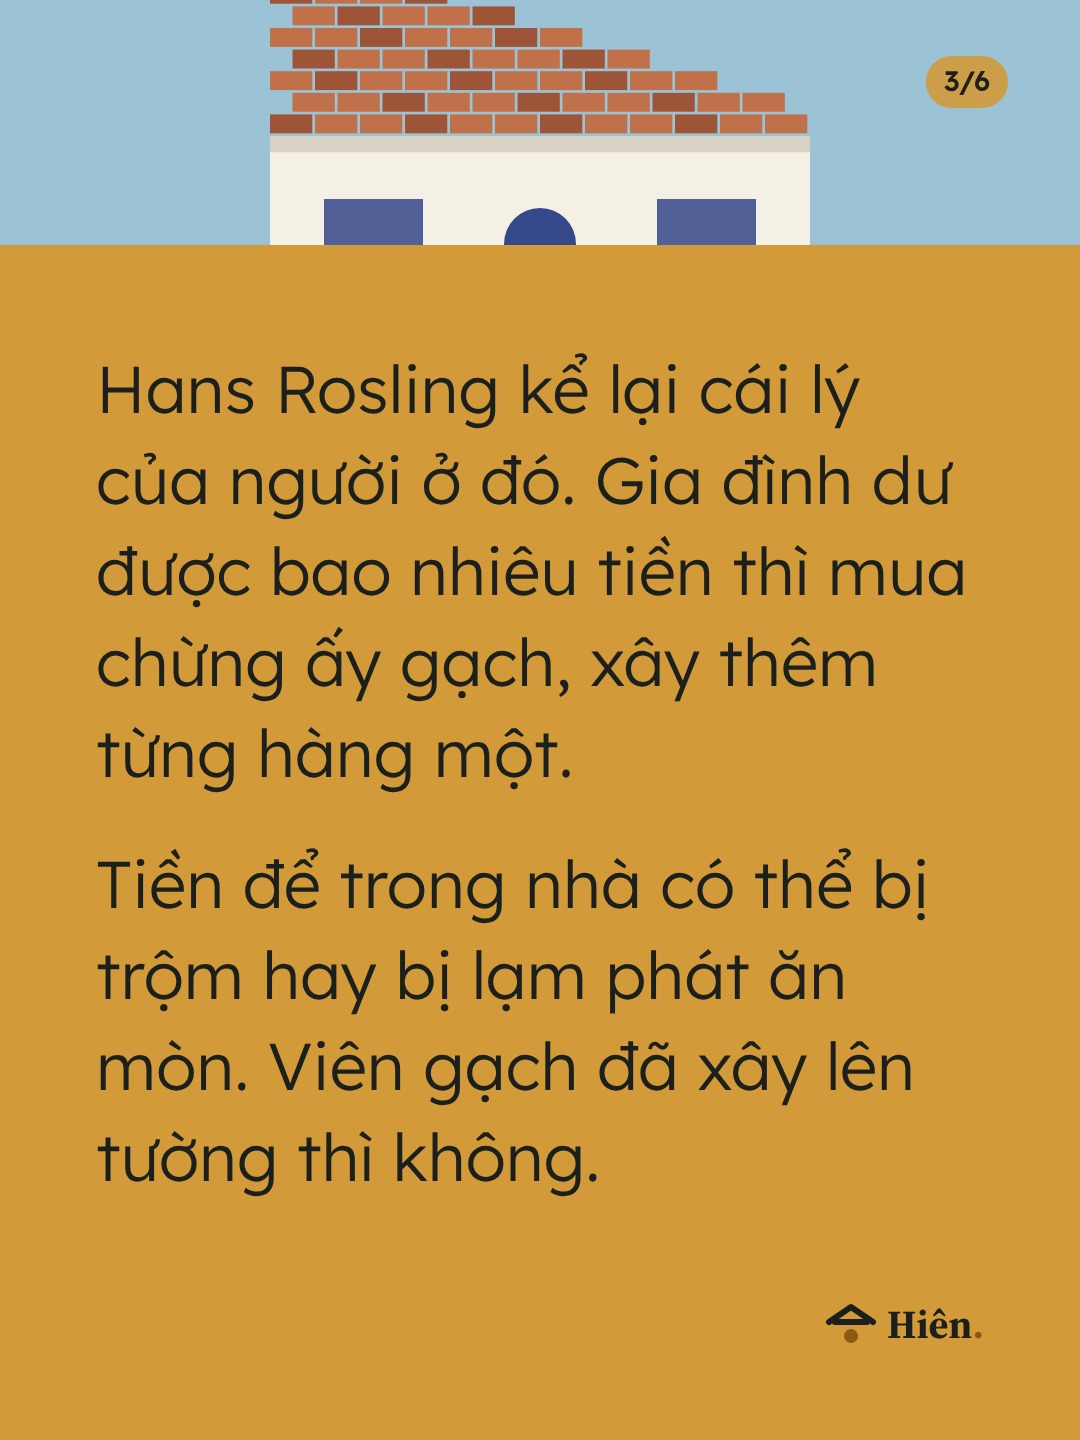 3/6
Hans Rosling kể lại cái lý
của người ở đó. Gia đình dư
được bao nhiêu tiền thì mua
chừng ấy gạch, xây thêm
từng hàng một.
Tiền để trong nhà có thể bị
trộm hay bị lạm phát ăn
mòn. Viên gạch đã xây lên
tường thì không.
Hiên.